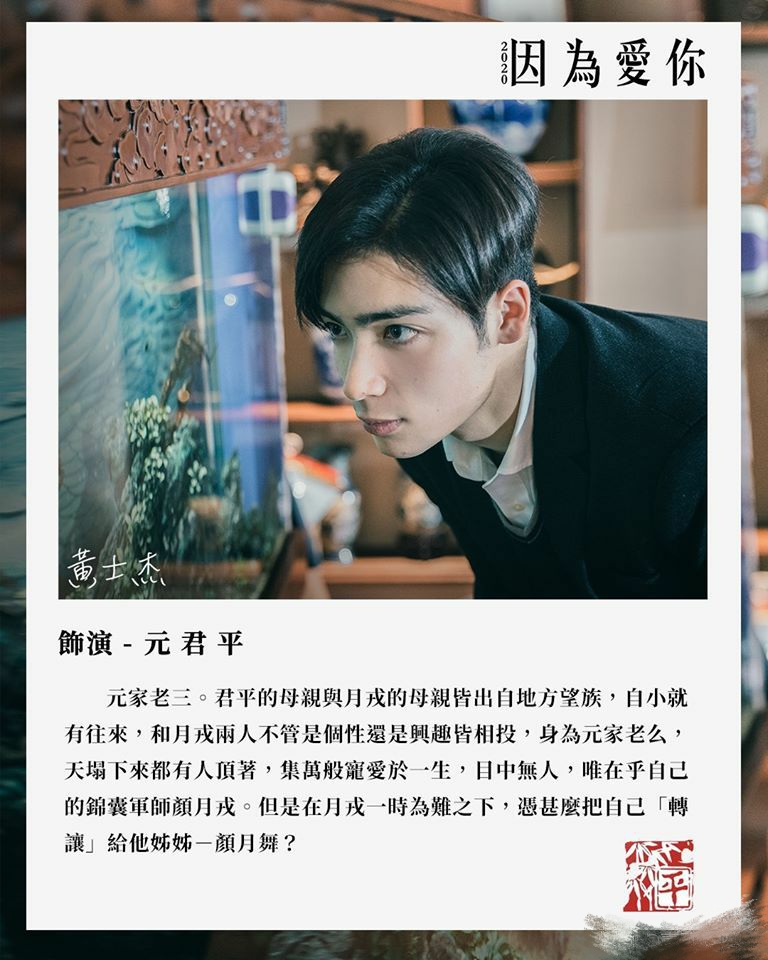 2020
因為愛你
黃士杰
飾演 - 元君平
元家老三。君平的母親與月戎的母親皆出自地方望族，自小就
有往來，和月戎兩人不管是個性還是興趣皆相投，身為元家老么，
天塌下來都有人頂著，集萬般寵愛於一生，目中無人，唯在乎自己
的錦囊軍師顏月戎。但是在月戎一時為難之下，憑甚麼把自己「轉
讓」給他姊姊－顏月舞？
平